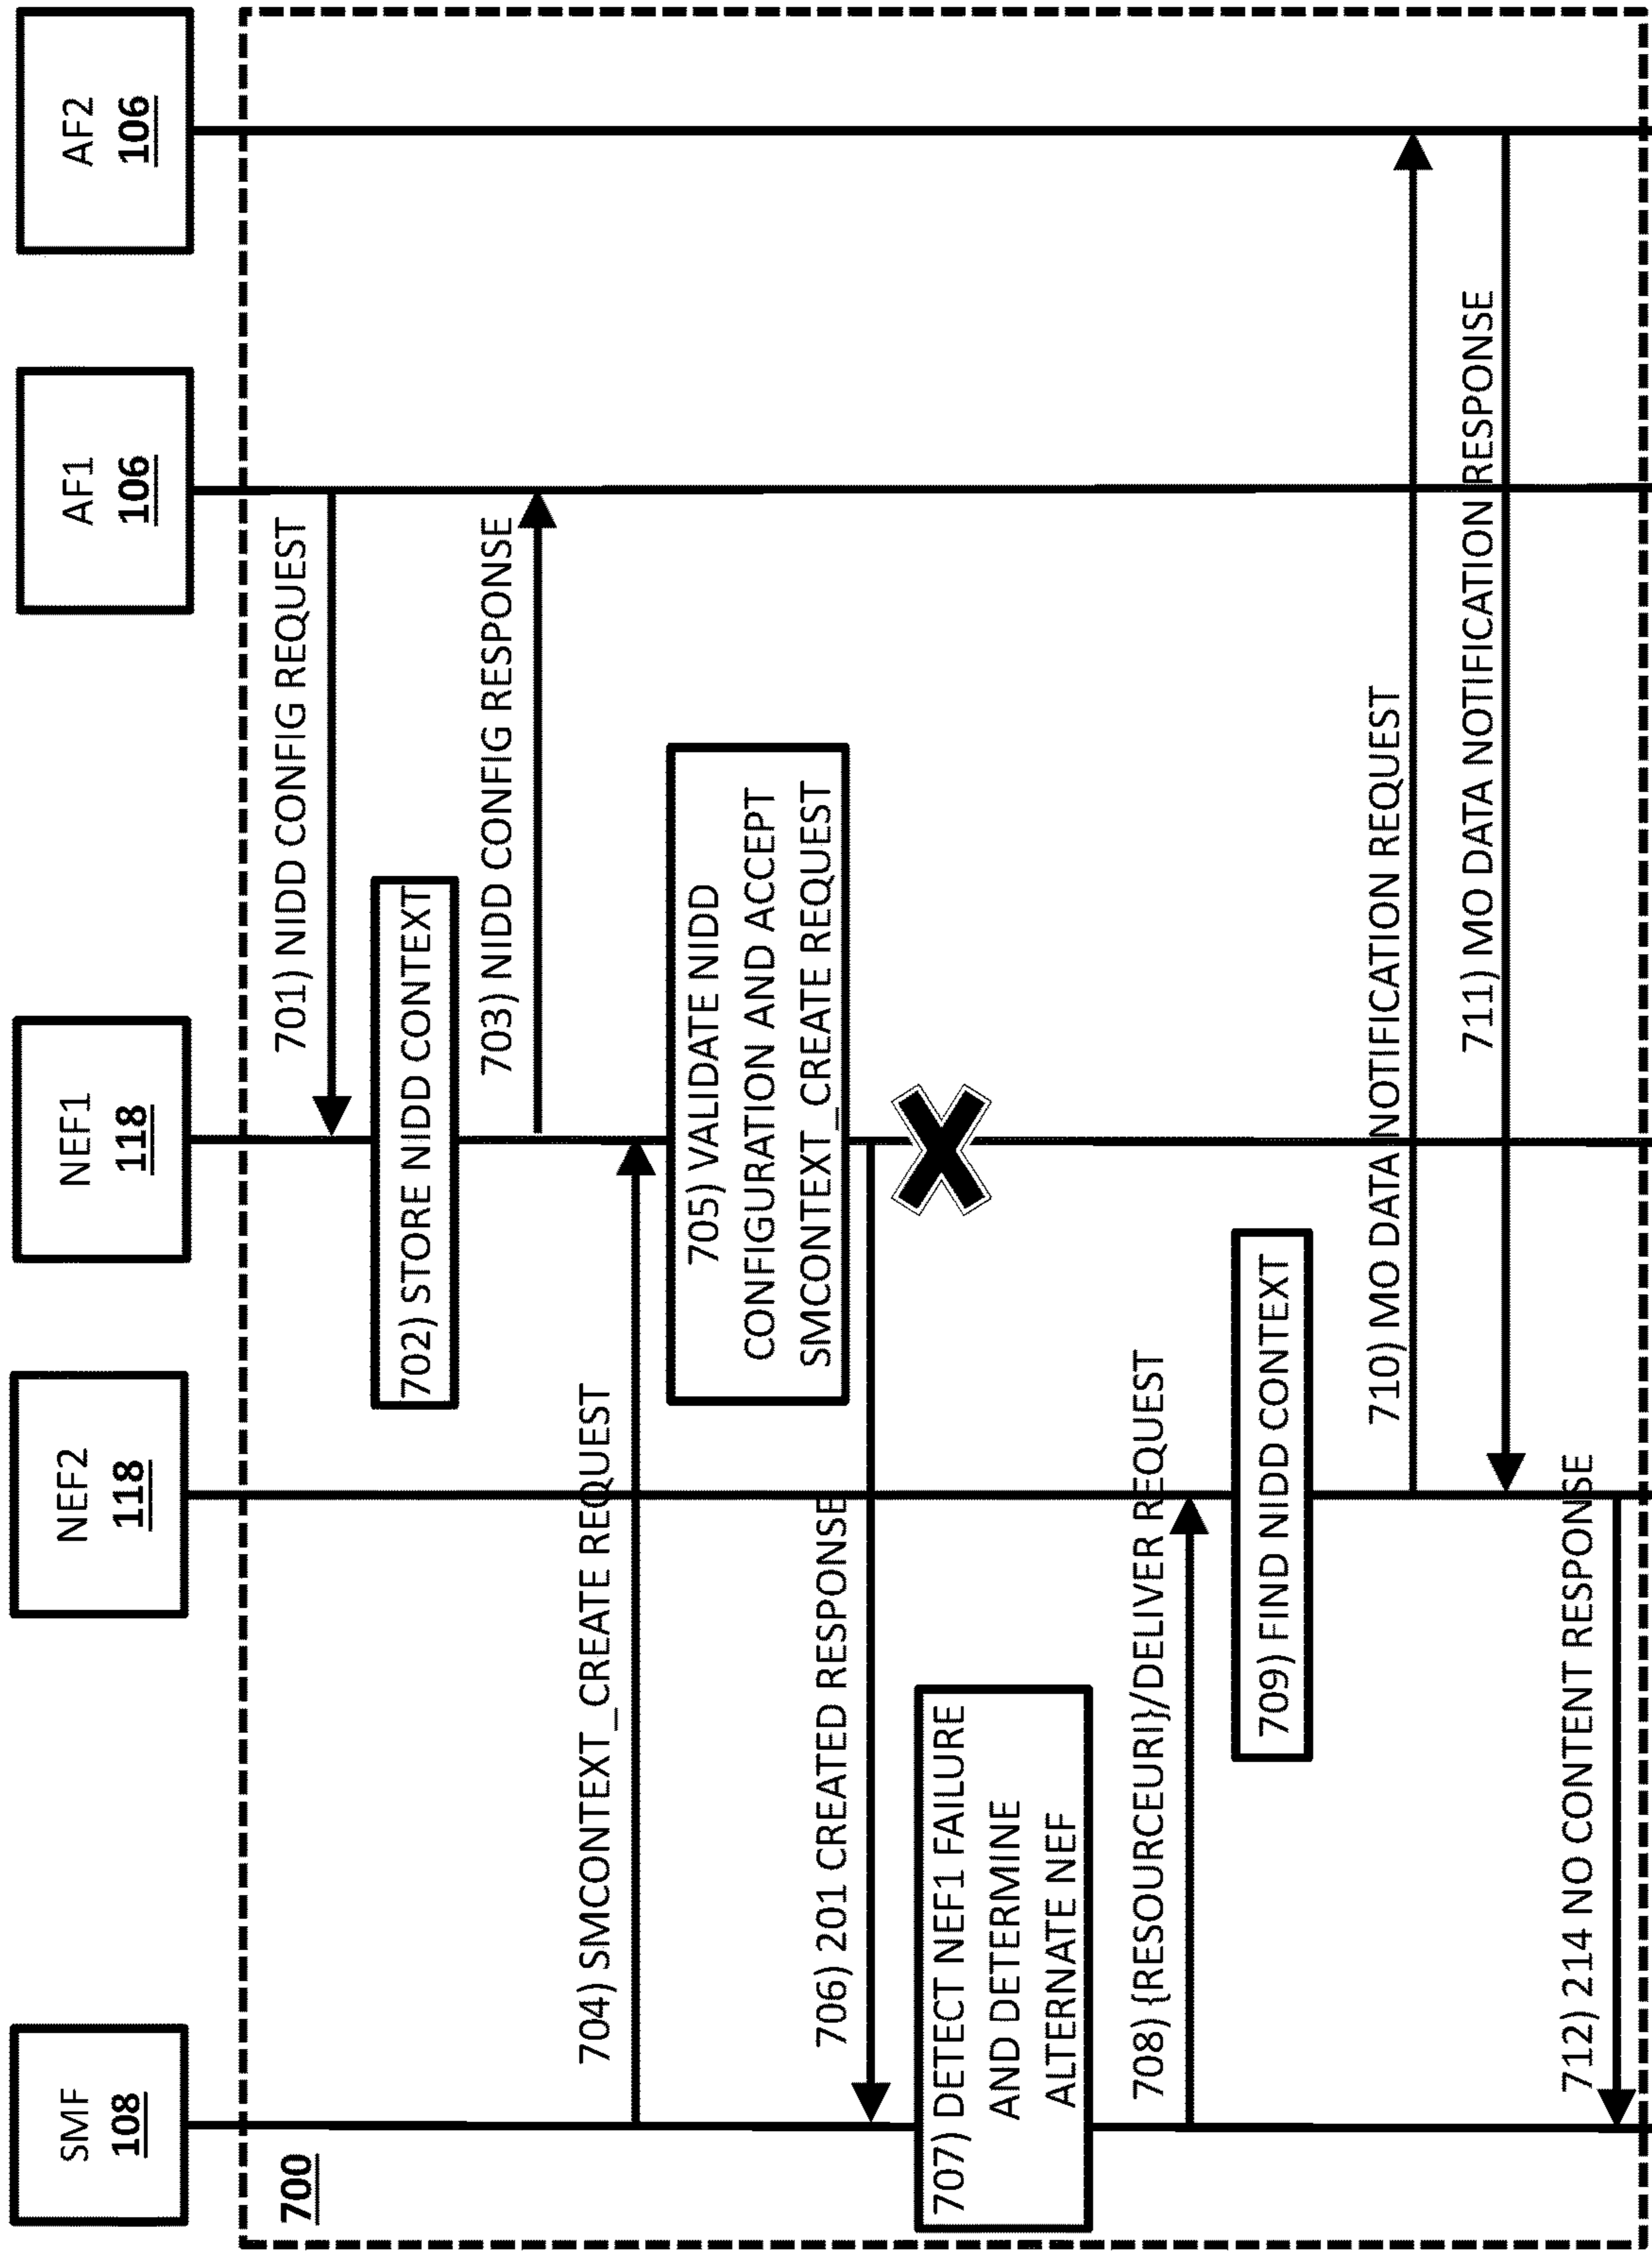 SMF
108
NEF2
118
NEF1
118
AF1
106
AF2
106
700
701) NIDD CONFIG REQUEST
702) STORE NIDD CONTEXT
703) NIDD CONFIG RESPONSE
704) SMCONTEXT_CREATE REQUEST
705) VALIDATE NIDD
CONFIGURATION AND ACCEPT
SMCONTEXT_CREATE REQUEST
706) 201 CREATED RESPONSE
707) DETECT NEF1 FAILURE
AND DETERMINE
ALTERNATE NEF
708) {RESOURCEURI}/DELIVER REQUEST
709) FIND NIDD CONTEXT
710) MO DATA NOTIFICATION REQUEST
711) MO DATA NOTIFICATION RESPONSE
712) 214 NO CONTENT RESPONSE